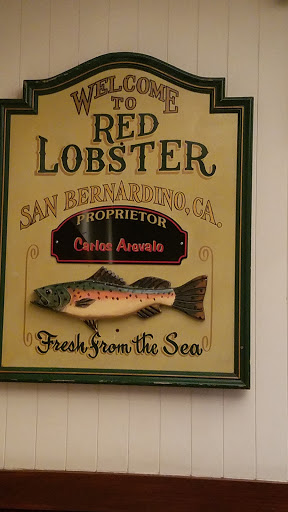 WELCOME
TO
RED
LOBSTER
SAN BERNARDINO, CA.
PROPRIETOR
Carlos Arevalo
Fresh from the Sea